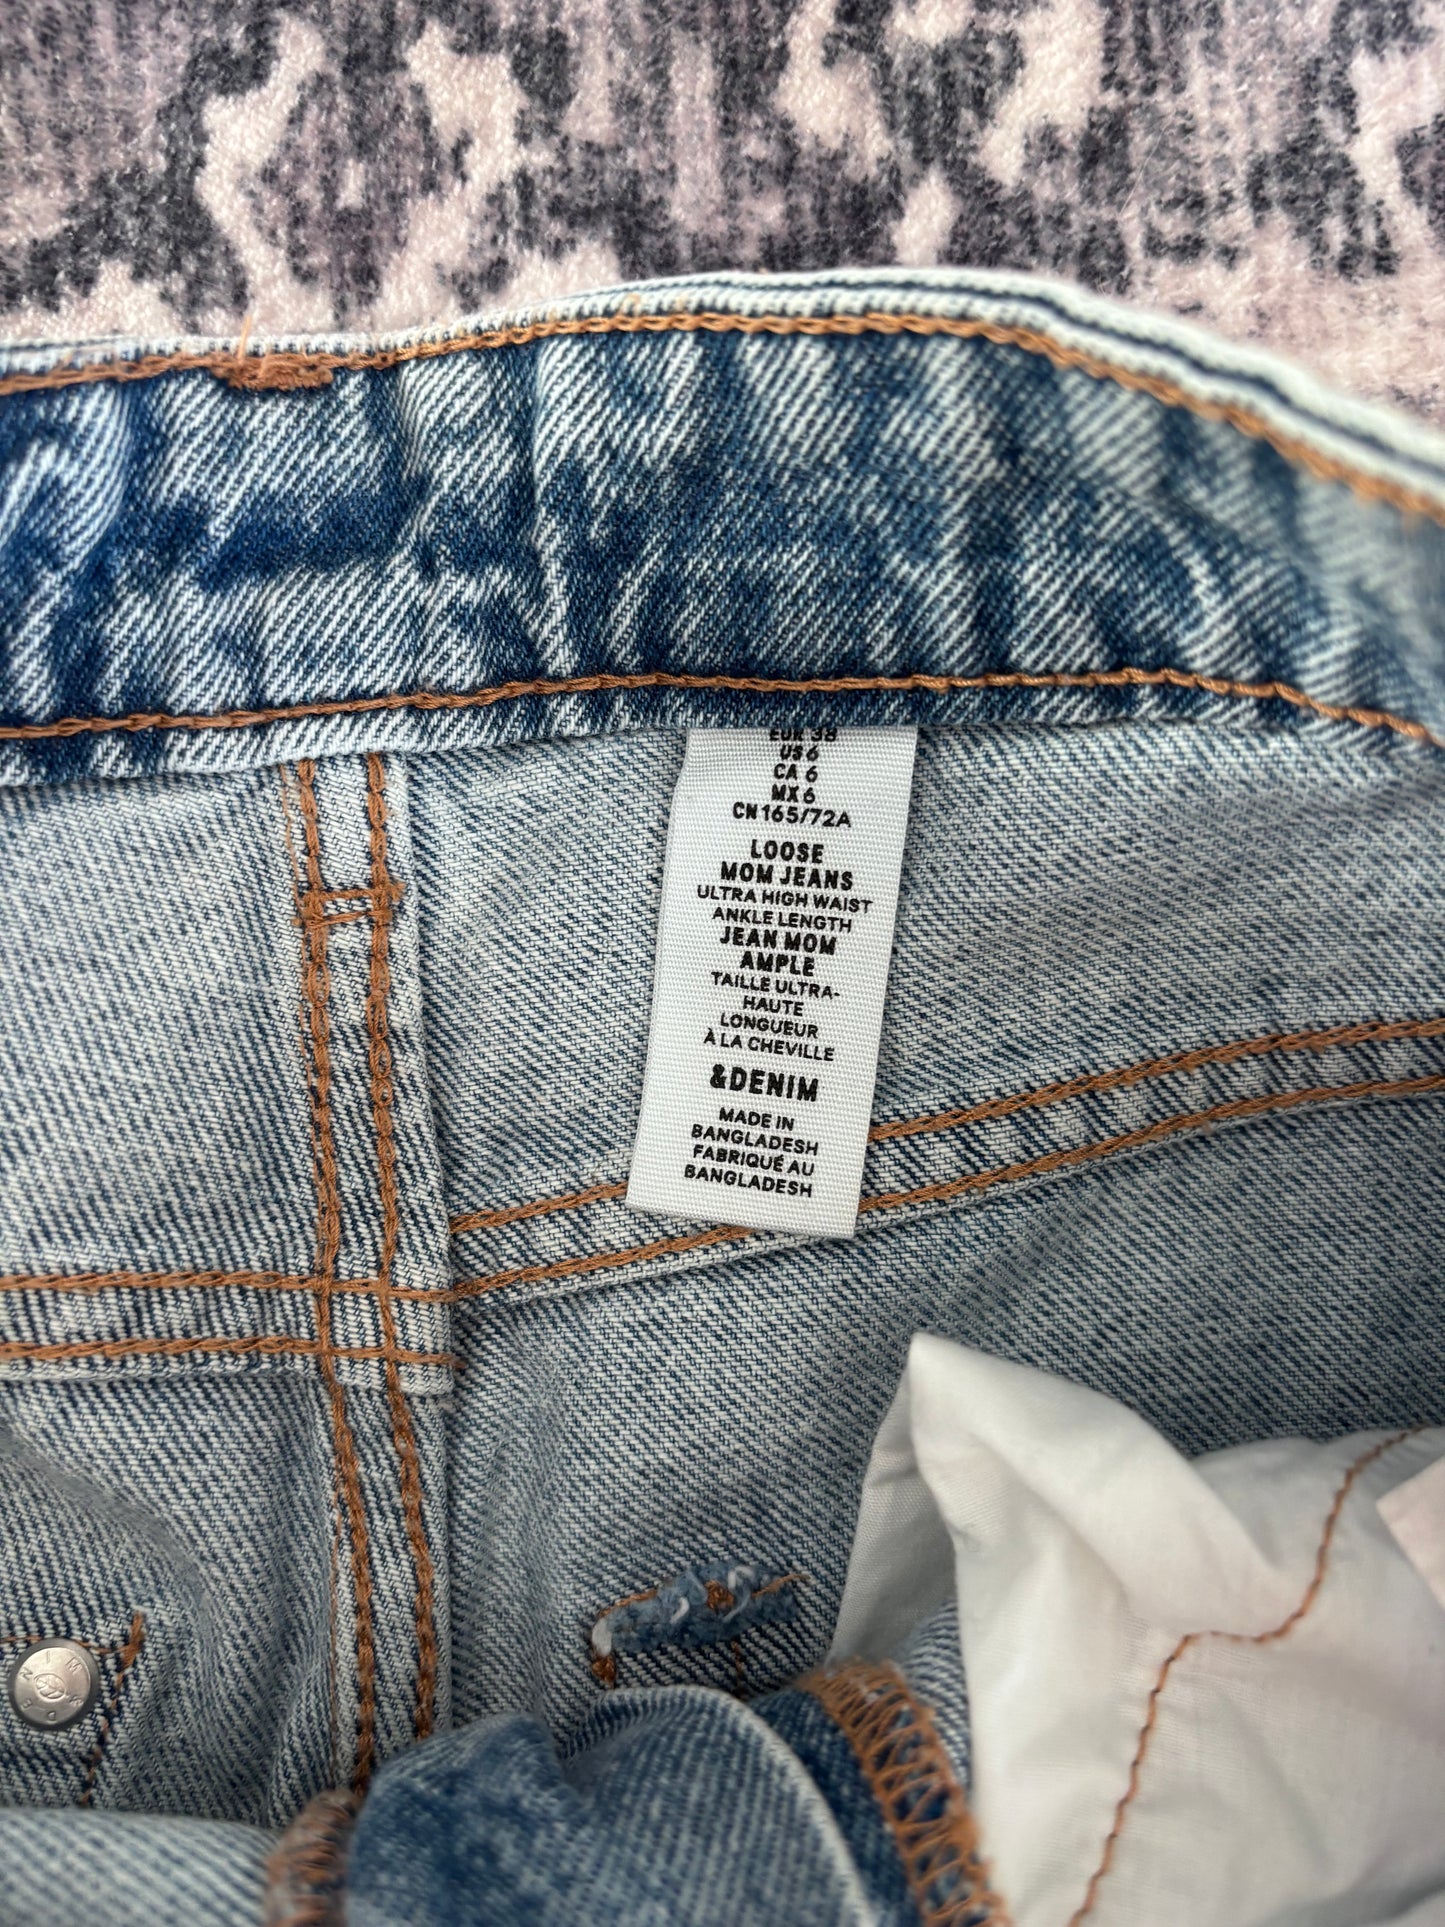 EUR 38
US 6
CA 6
MX 6
CN 165/72A
LOOSE
MOM JEANS
ULTRA HIGH WAIST
ANKLE LENGTH
JEAN MOM
AMPLE
TAILLE ULTRA-
HAUTE
LONGUEUR
À LA CHEVILLE
&DENIM
MADE IN
BANGLADESH
FABRIQUÉ AU
BANGLADESH
DENIM